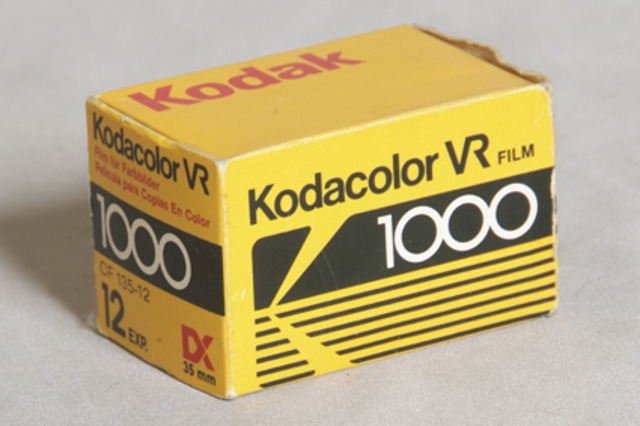 Kodak
Kodacolor VR
Film für Farbbilder
Película para Copias En Color
1000
CF 135-12
12 EXP.
DX
35 mm
Kodacolor VR FILM
1000